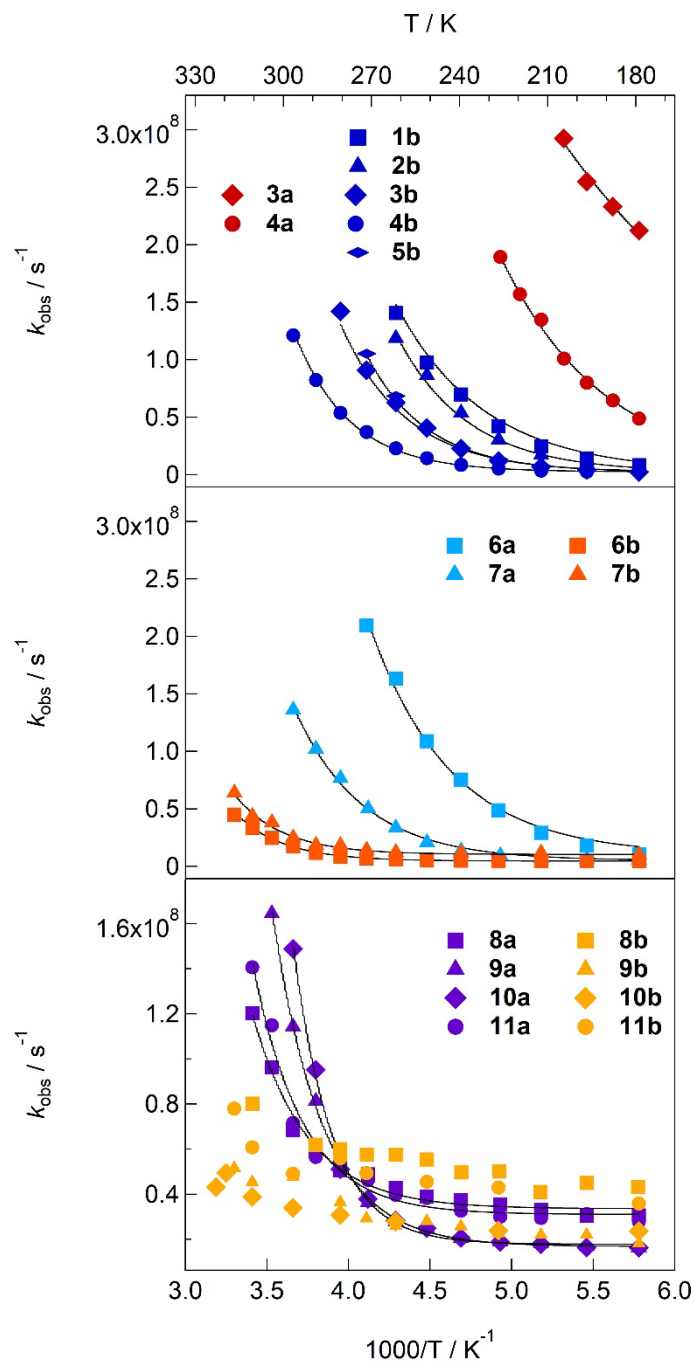 T / K
330 300 270 240 210 180
3.0x10^8
2.5
2.0
1.5
1.0
0.5
0
k_obs / s^-1
3a
4a
1b
2b
3b
4b
5b
3.0x10^8
2.5
2.0
1.5
1.0
0.5
0
k_obs / s^-1
6a 6b
7a 7b
1.6x10^8
1.2
0.8
0.4
k_obs / s^-1
8a 8b
9a 9b
10a 10b
11a 11b
3.0 3.5 4.0 4.5 5.0 5.5 6.0
1000/T / K^-1